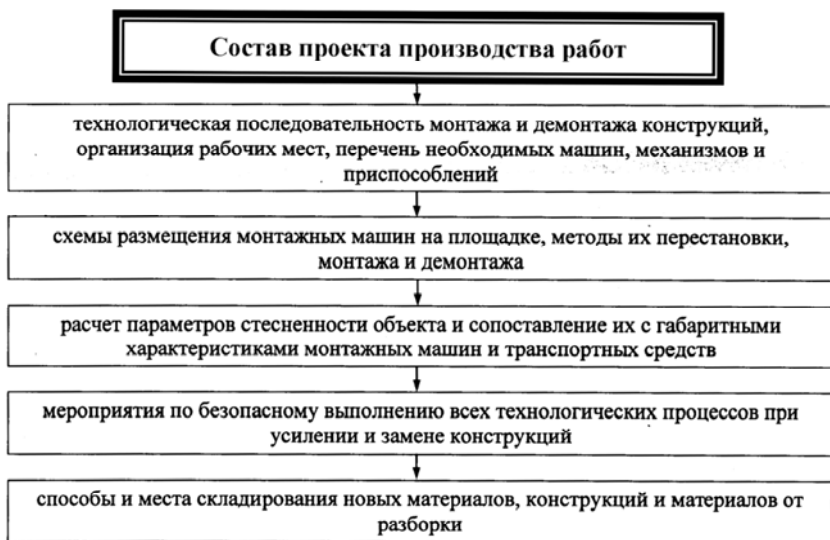 Состав проекта производства работ
технологическая последовательность монтажа и демонтажа конструкций,
организация рабочих мест, перечень необходимых машин, механизмов и
приспособлений
схемы размещения монтажных машин на площадке, методы их перестановки,
монтажа и демонтажа
расчет параметров стесненности объекта и сопоставление их с габаритными
характеристиками монтажных машин и транспортных средств
мероприятия по безопасному выполнению всех технологических процессов при
усилении и замене конструкций
способы и места складирования новых материалов, конструкций и материалов от
разборки